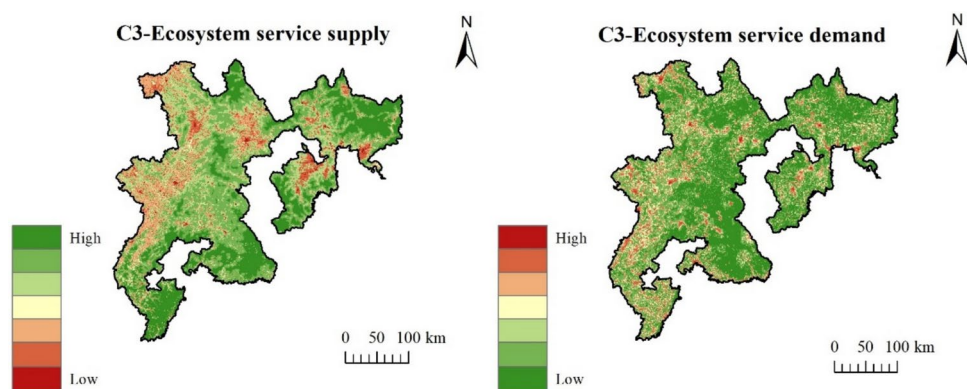 C3-Ecosystem service supply
N
High
Low
0 50 100 km
C3-Ecosystem service demand
N
High
Low
0 50 100 km